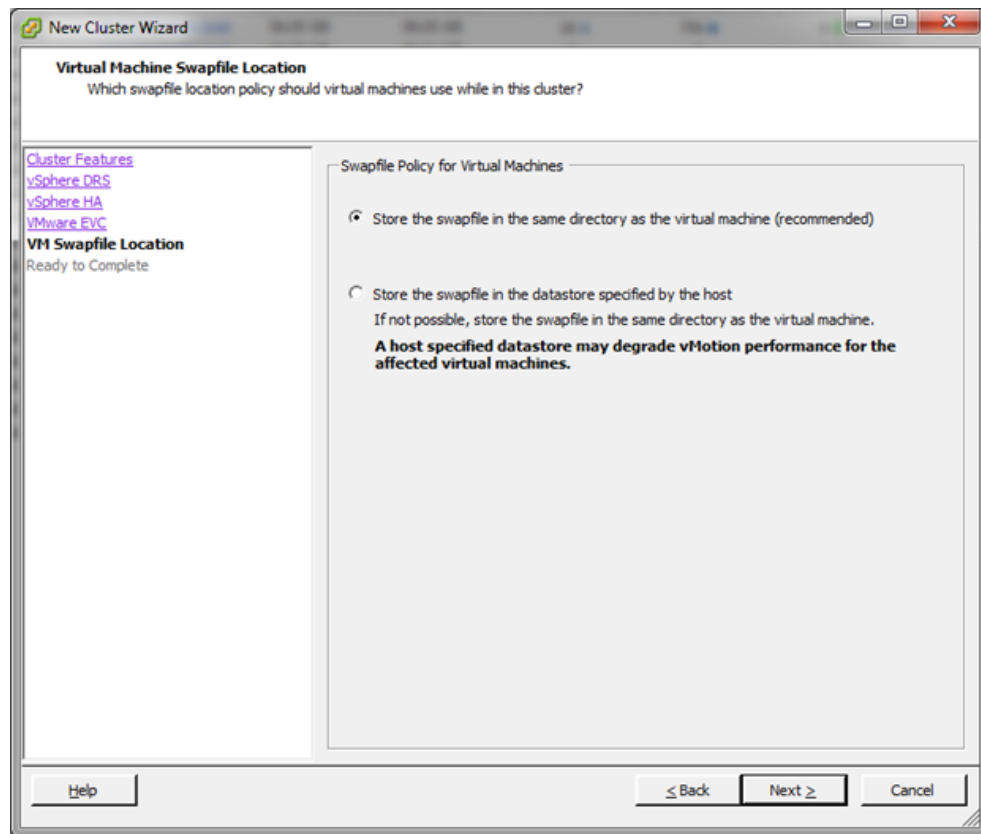 New Cluster Wizard
Virtual Machine Swapfile Location
Which swapfile location policy should virtual machines use while in this cluster?
Cluster Features
vSphere DRS
vSphere HA
VMware EVC
VM Swapfile Location
Ready to Complete
Swapfile Policy for Virtual Machines
Store the swapfile in the same directory as the virtual machine (recommended)
Store the swapfile in the datastore specified by the host
If not possible, store the swapfile in the same directory as the virtual machine.
A host specified datastore may degrade vMotion performance for the
affected virtual machines.
Help
< Back
Next >
Cancel